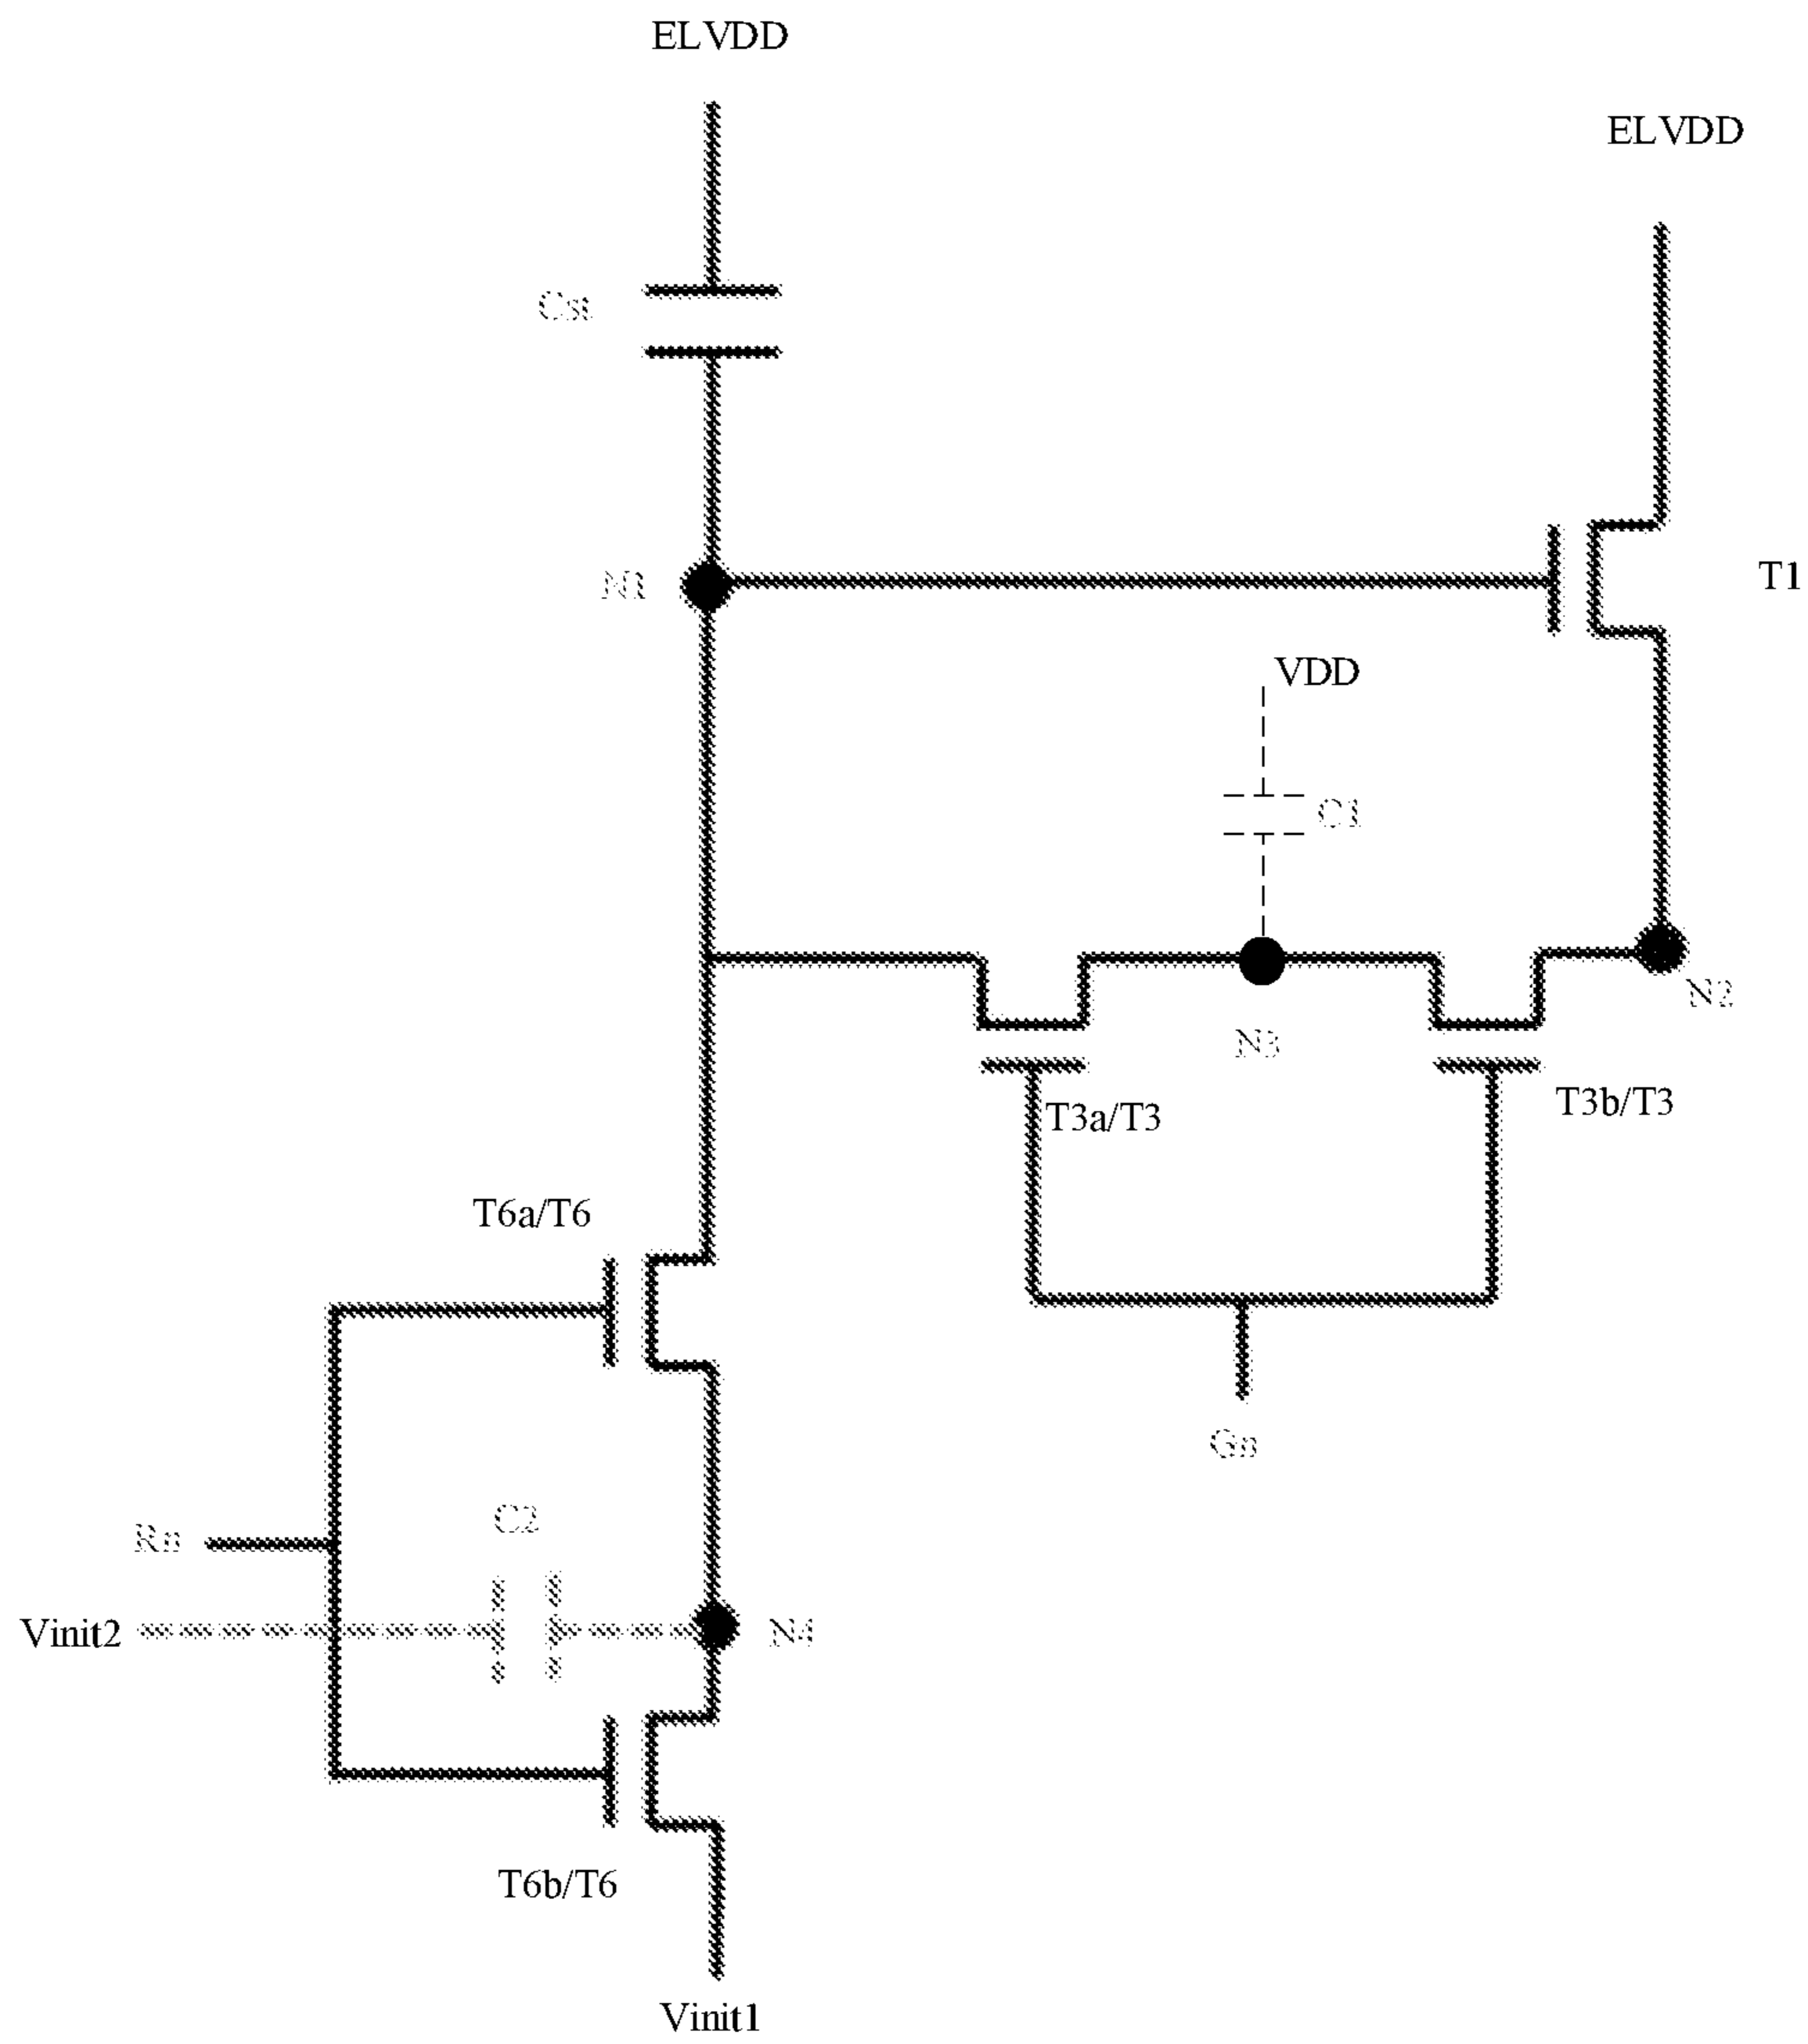 ELVDD
ELVDD
Cst
N1
T1
VDD
C1
N2
N3
T3a/T3
T3b/T3
T6a/T6
Gn
C2
Rn
Vinit2
N4
T6b/T6
Vinit1